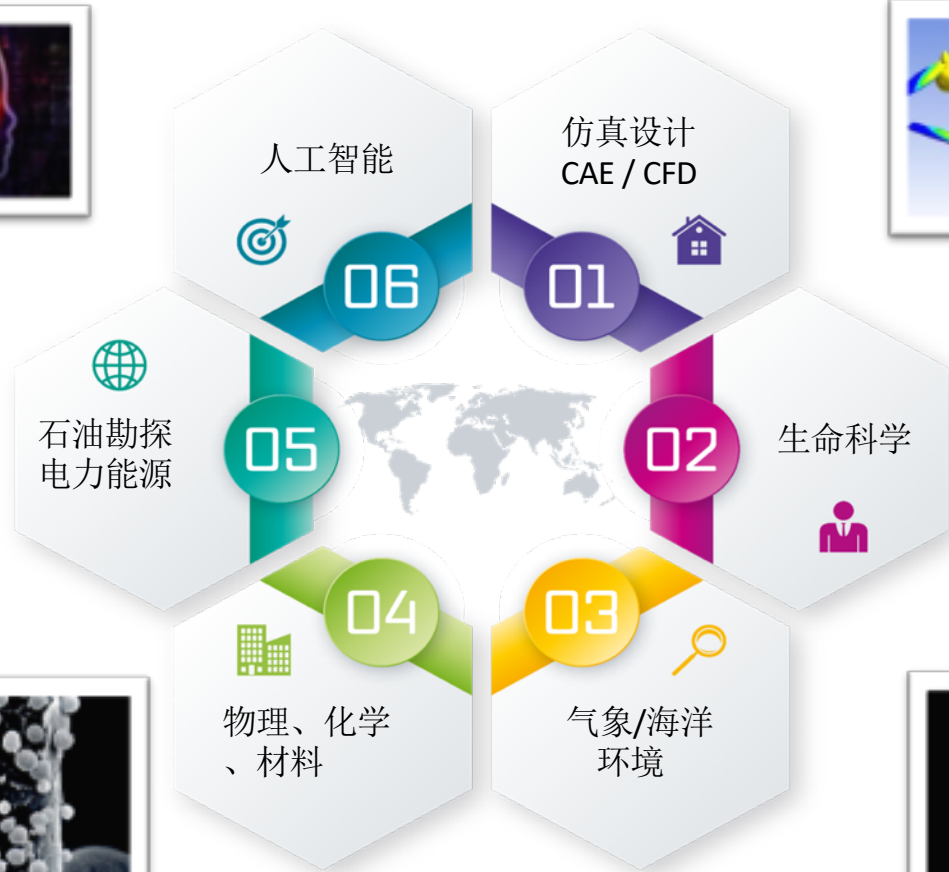 仿真设计
CAE / CFD
01
生命科学
02
气象/海洋
环境
03
物理、化学
、材料
04
石油勘探
电力能源
05
人工智能
06